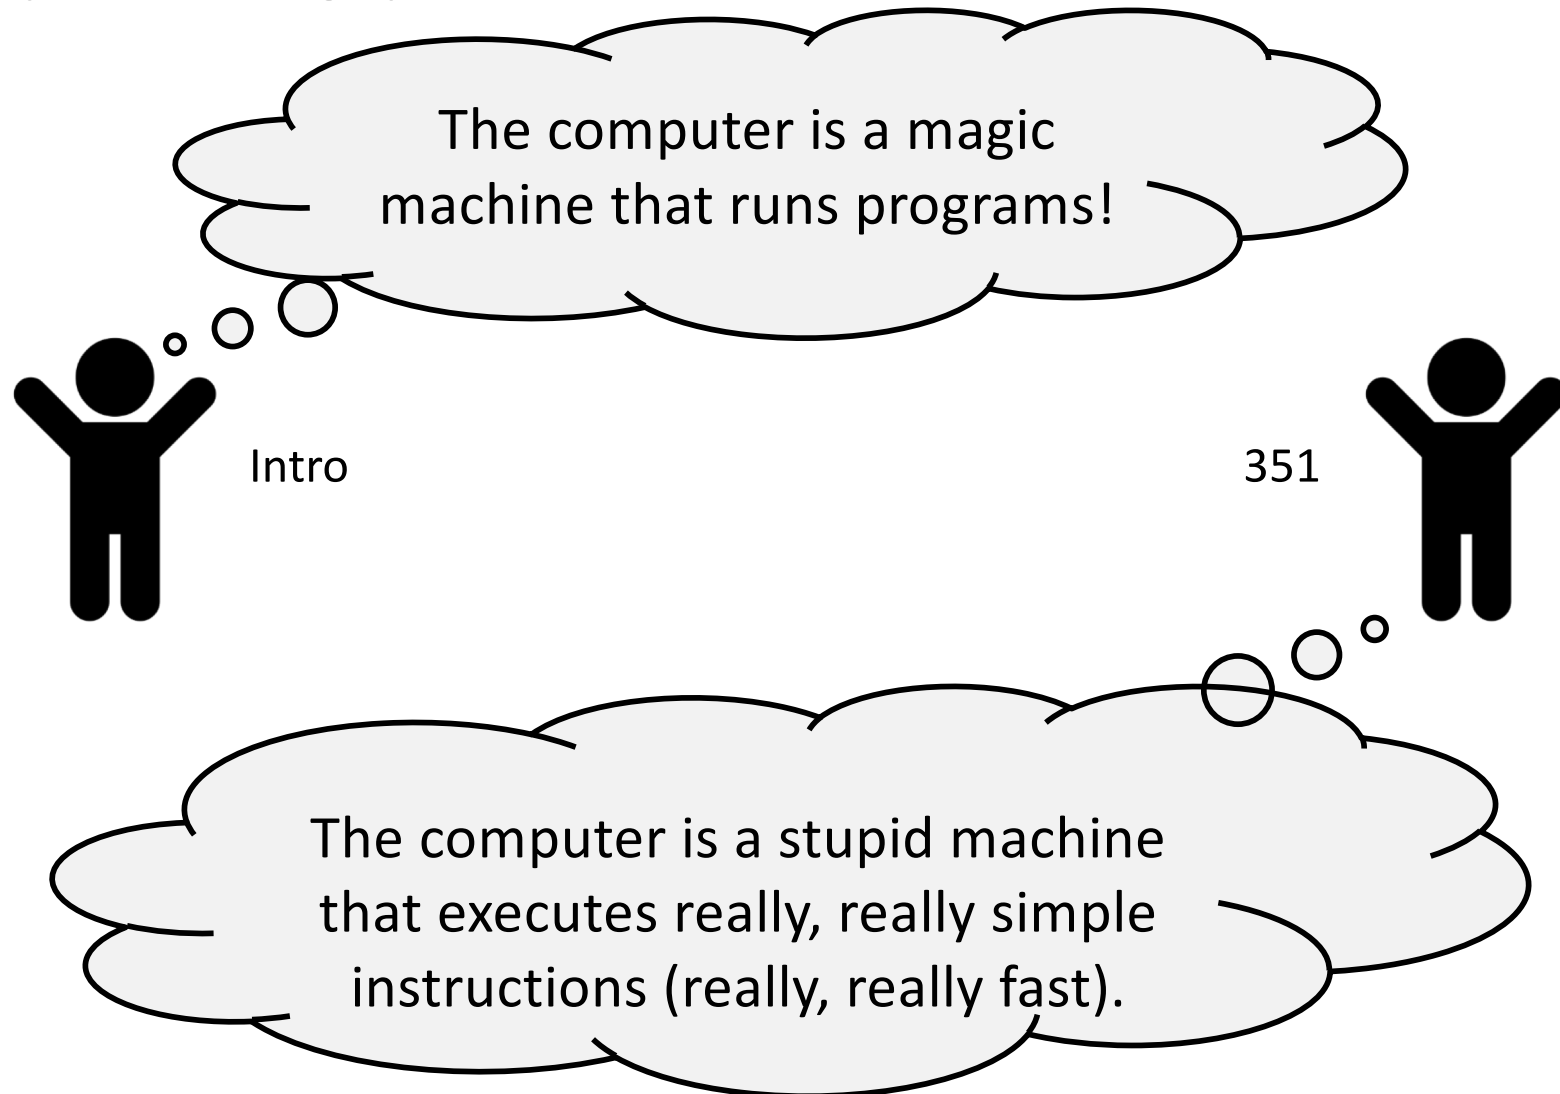 The computer is a magic
machine that runs programs!
Intro
351
The computer is a stupid machine
that executes really, really simple
instructions (really, really fast).